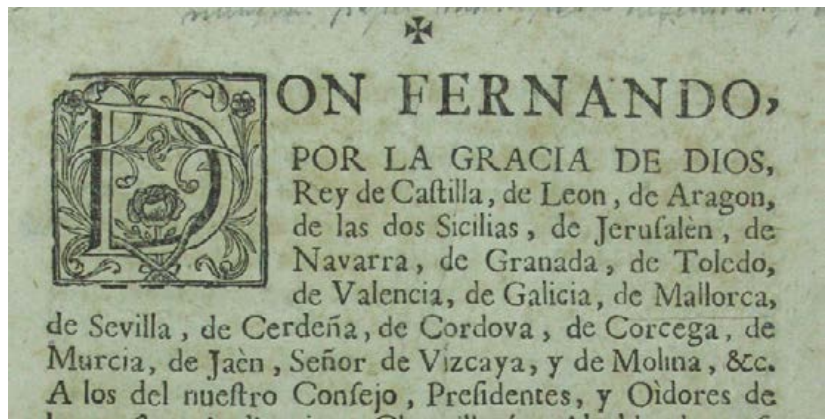 ✠
DON FERNANDO,
POR LA GRACIA DE DIOS,
Rey de Caſtilla, de Leon, de Aragon,
de las dos Sicilias, de Jeruſalèn, de
Navarra, de Granada, de Toledo,
de Valencia, de Galicia, de Mallorca,
de Sevilla, de Cerdeña, de Cordova, de Corcega, de
Murcia, de Jaèn, Señor de Vizcaya, y de Molina, &c.
A los del nueſtro Conſejo, Preſidentes, y Oìdores de